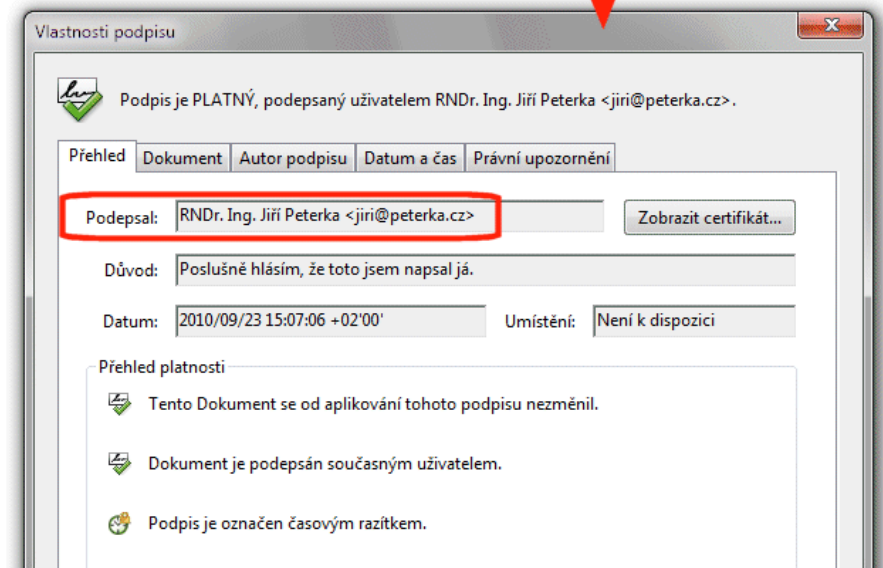 Vlastnosti podpisu
Podpis je PLATNÝ, podepsaný uživatelem RNDr. Ing. Jiří Peterka <jiri@peterka.cz>.
Přehled Dokument Autor podpisu Datum a čas Právní upozornění
Podepsal: RNDr. Ing. Jiří Peterka <jiri@peterka.cz> Zobrazit certifikát...
Důvod: Poslušně hlásím, že toto jsem napsal já.
Datum: 2010/09/23 15:07:06 +02'00' Umístění: Není k dispozici
Přehled platnosti
Tento Dokument se od aplikování tohoto podpisu nezměnil.
Dokument je podepsán současným uživatelem.
Podpis je označen časovým razítkem.